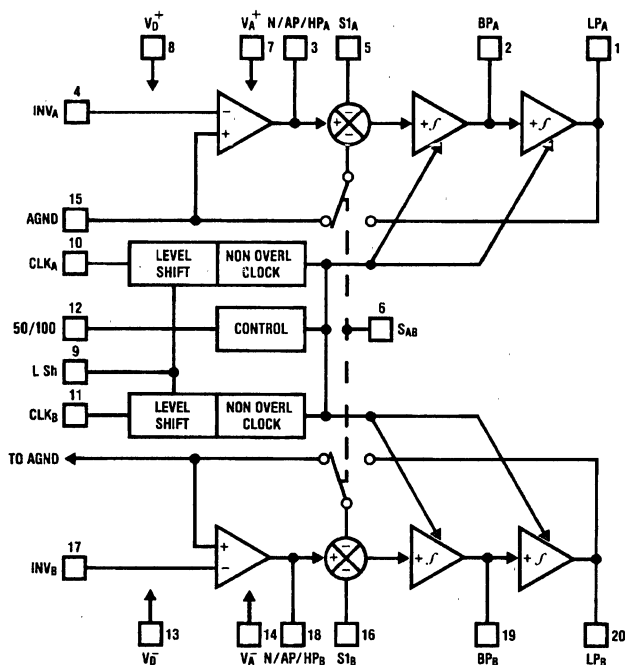 V_D^+ V_A^+ N/AP/HP_A S1_A BP_A LP_A
8 7 3 5 2 1
4
INV_A − + + − − +∫ +∫
15
AGND
10
CLK_A LEVEL SHIFT NON OVERL CLOCK
12
50/100 CONTROL 6 S_AB
9
L Sh
11
CLK_B LEVEL SHIFT NON OVERL CLOCK
TO AGND
17
INV_B + − + − − +∫ +∫
13 14 18 16 19 20
V_D^- V_A^- N/AP/HP_B S1_B BP_B LP_B